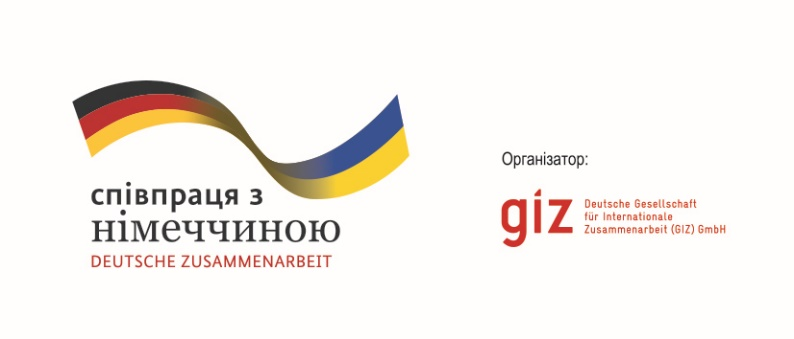 співпраця з
німеччиною
DEUTSCHE ZUSAMMENARBEIT
Організатор:
giz
Deutsche Gesellschaft
für Internationale
Zusammenarbeit (GIZ) GmbH